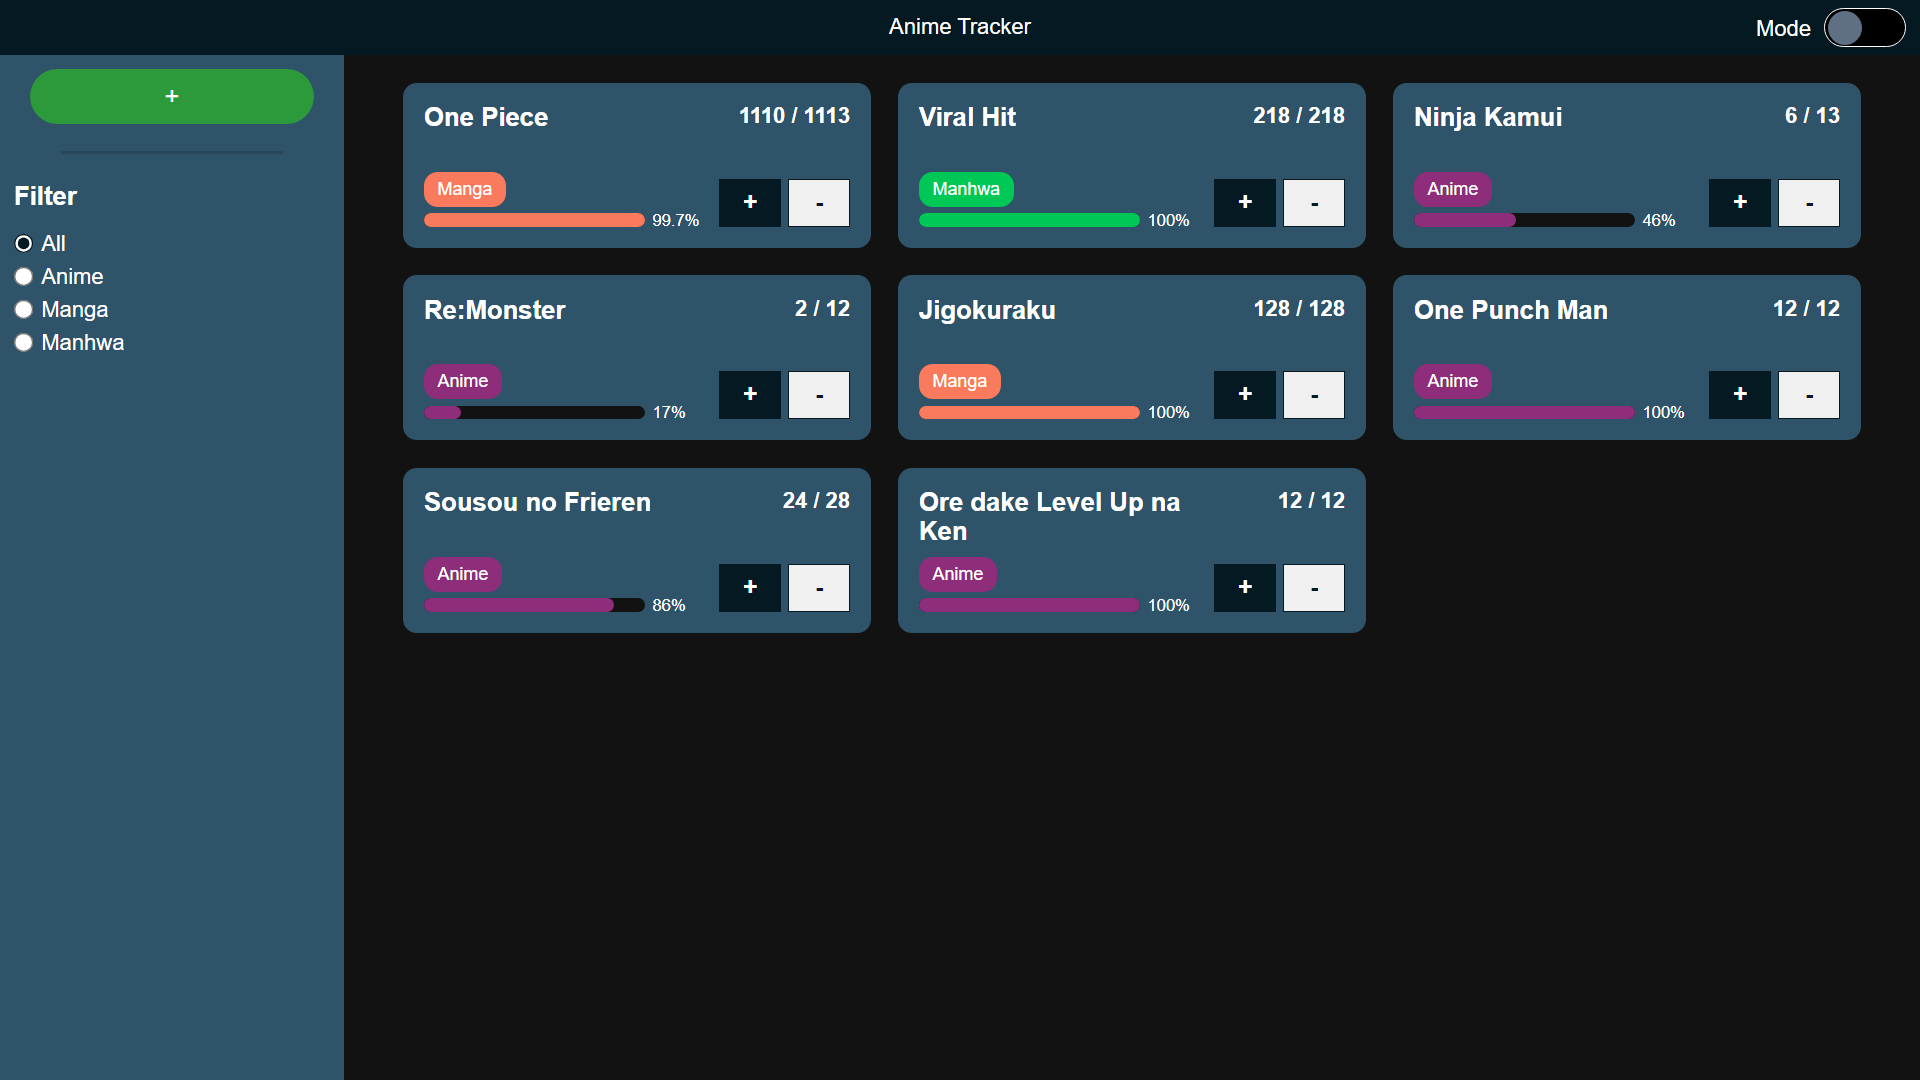 Anime Tracker
Mode
+
Filter
All
Anime
Manga
Manhwa
One Piece
1110 / 1113
Manga
99.7%
+
-
Viral Hit
218 / 218
Manhwa
100%
+
-
Ninja Kamui
6 / 13
Anime
46%
+
-
Re:Monster
2 / 12
Anime
17%
+
-
Jigokuraku
128 / 128
Manga
100%
+
-
One Punch Man
12 / 12
Anime
100%
+
-
Sousou no Frieren
24 / 28
Anime
86%
+
-
Ore dake Level Up na
Ken
12 / 12
Anime
100%
+
-